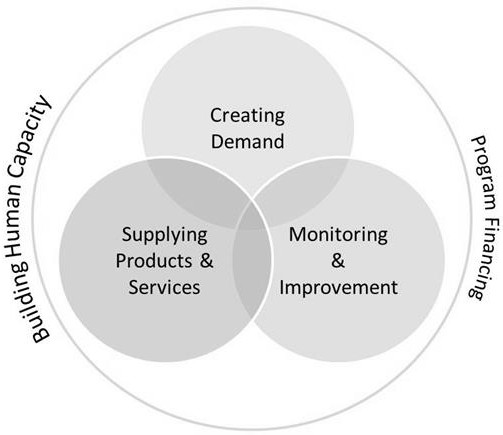 Creating
Demand
Building Human Capacity
Program Financing
Supplying
Products &
Services
Monitoring
&
Improvement